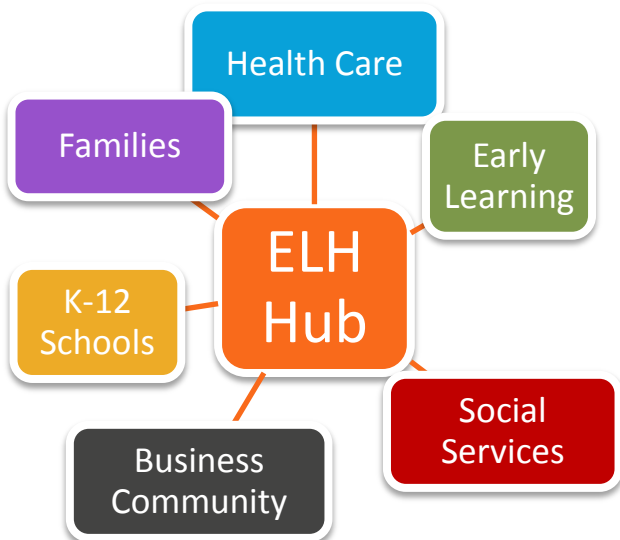 Health Care
Families
Early
Learning
ELH
Hub
K-12
Schools
Social
Services
Business
Community